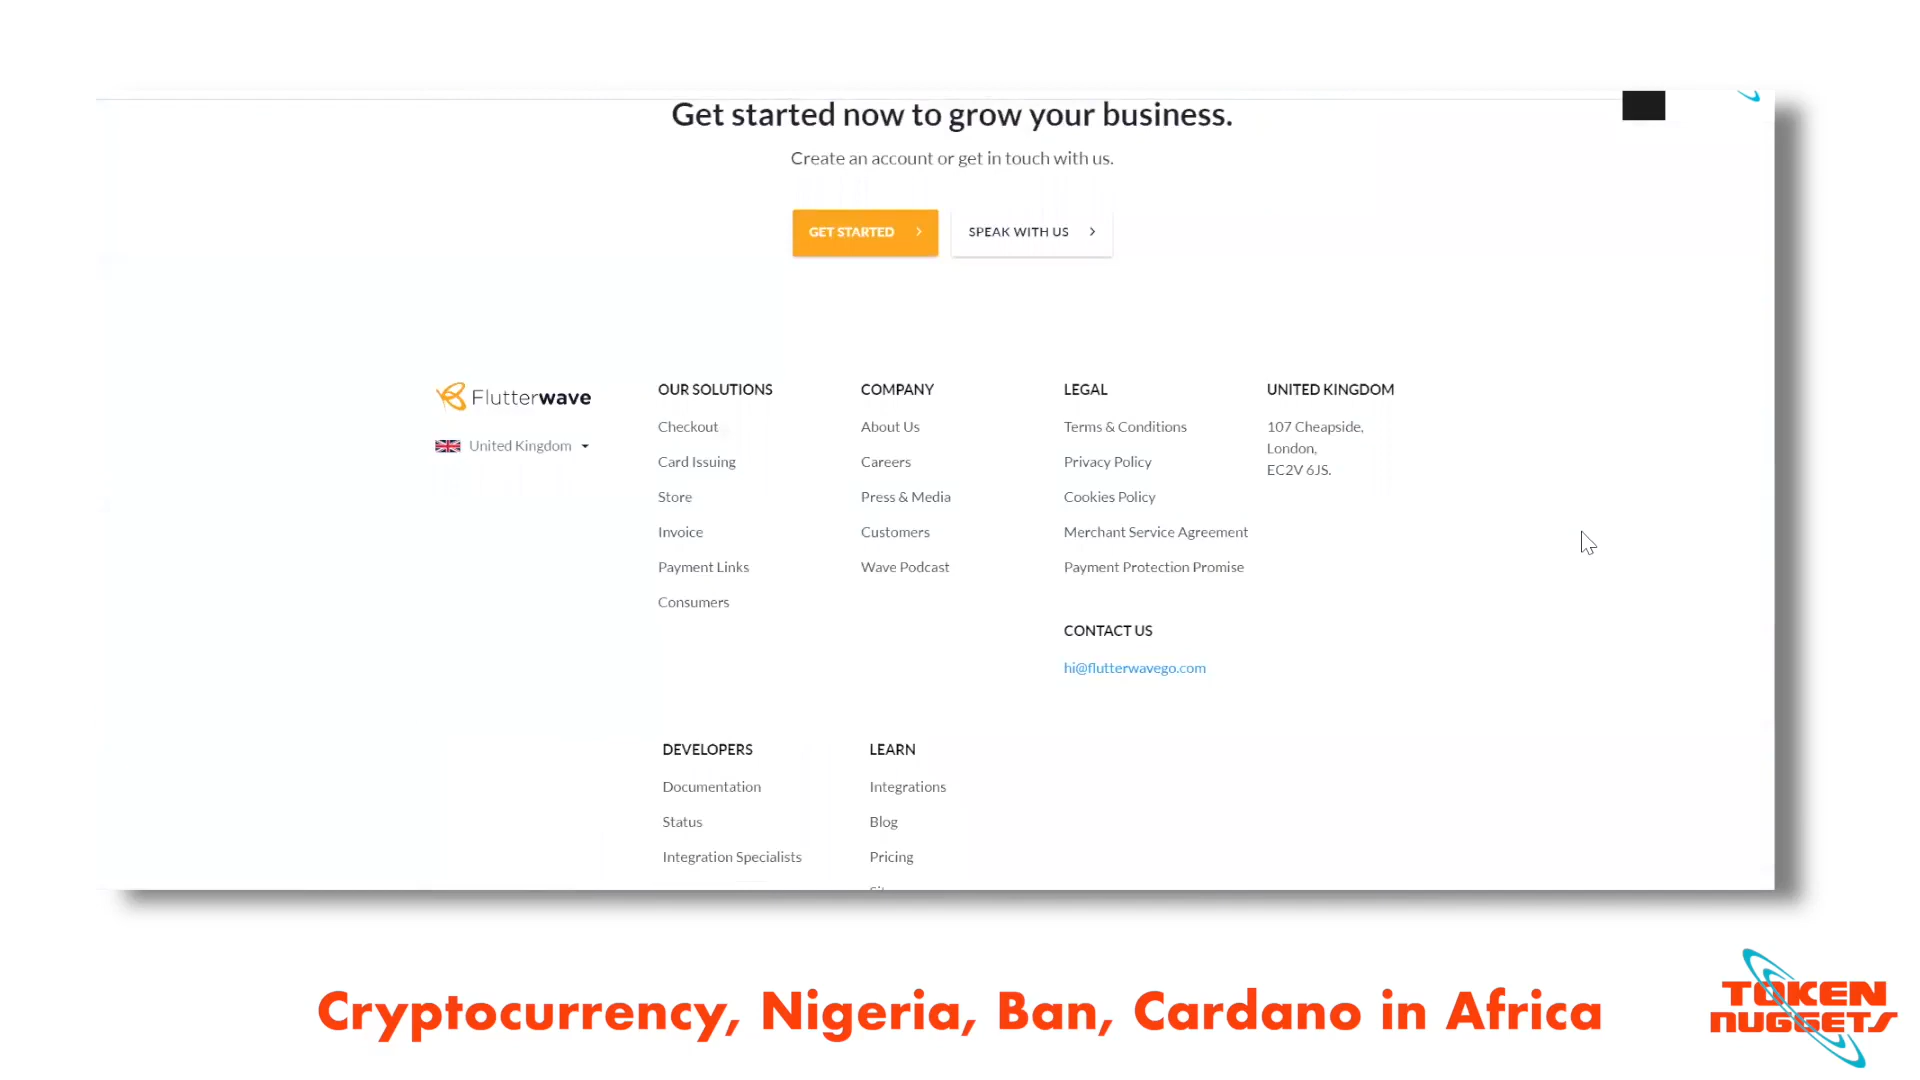 Get started now to grow your business.
Create an account or get in touch with us.
GET STARTED
SPEAK WITH US
Flutterwave
United Kingdom
OUR SOLUTIONS
Checkout
Card Issuing
Store
Invoice
Payment Links
Consumers
COMPANY
About Us
Careers
Press & Media
Customers
Wave Podcast
LEGAL
Terms & Conditions
Privacy Policy
Cookies Policy
Merchant Service Agreement
Payment Protection Promise
CONTACT US
hi@flutterwavego.com
UNITED KINGDOM
107 Cheapside,
London,
EC2V 6JS.
DEVELOPERS
Documentation
Status
Integration Specialists
LEARN
Integrations
Blog
Pricing
Cryptocurrency, Nigeria, Ban, Cardano in Africa
TOKEN
NUGGETS